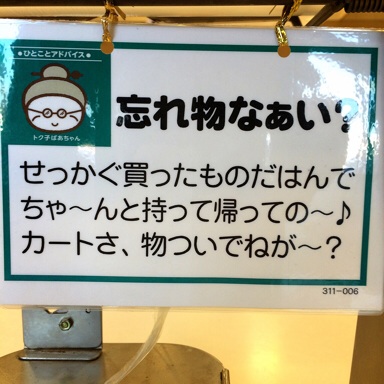 ●ひとことアドバイス●
トク子ばあちゃん
忘れ物なぁい？
せっかぐ買ったものだはんで
ちゃ〜んと持って帰っての〜♪
カートさ、物ついでねが〜？
311-006